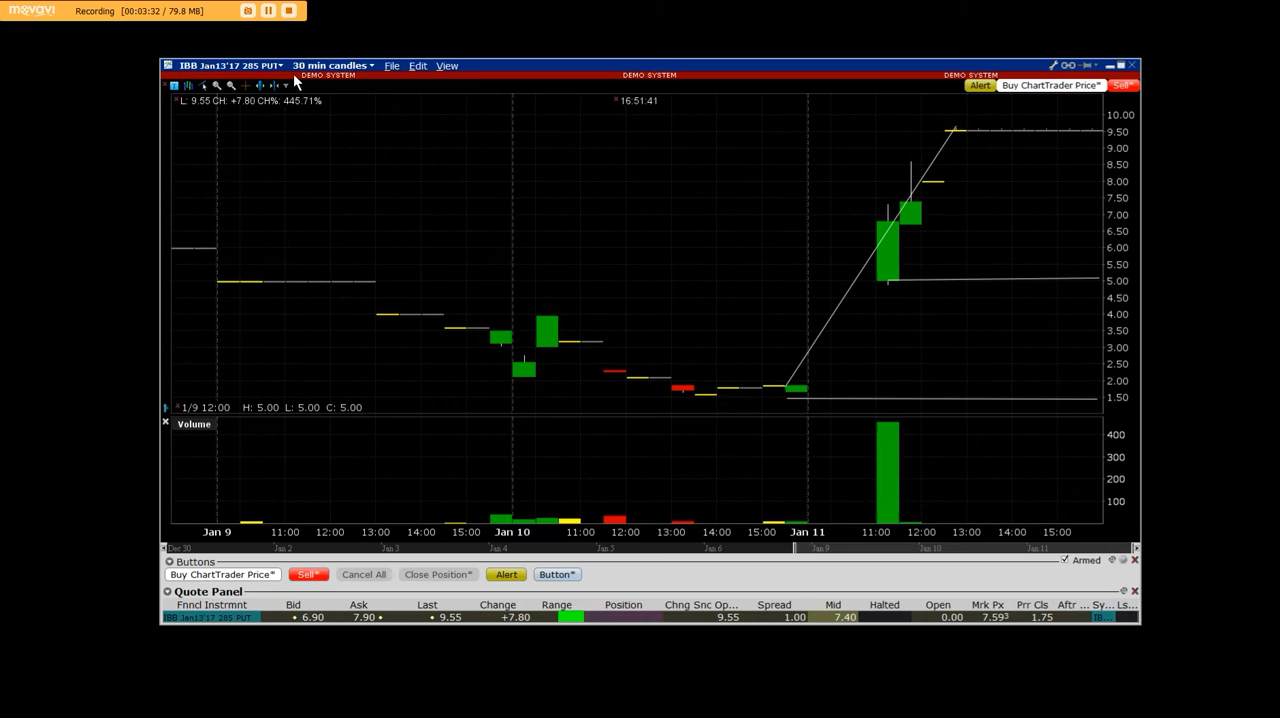 movavi Recording [00:03:32 / 79.8 MB]
IBB Jan13'17 285 PUT 30 min candles File Edit View
DEMO SYSTEM DEMO SYSTEM DEMO SYSTEM
Alert Buy ChartTrader Price* Sell*
L: 9.55 CH: +7.80 CH%: 445.71% 16:51:41
10.00
9.50
9.00
8.50
8.00
7.50
7.00
6.50
6.00
5.50
5.00
4.50
4.00
3.50
3.00
2.50
2.00
1.50
1/9 12:00 H: 5.00 L: 5.00 C: 5.00
Volume
400
300
200
100
Jan 9 11:00 12:00 13:00 14:00 15:00 Jan 10 11:00 12:00 13:00 14:00 15:00 Jan 11 11:00 12:00 13:00 14:00 15:00
Dec 30 Jan 2 Jan 3 Jan 4 Jan 5 Jan 6 Jan 9 Jan 10 Jan 11
Buttons Armed
Buy ChartTrader Price* Sell* Cancel All Close Position* Alert Button*
Quote Panel
Fnncl Instrmnt Bid Ask Last Change Range Position Chng Snc Op... Spread Mid Halted Open Mrk Px Prr Cls Aftr ... Sy... Ls...
IBB Jan13'17 285 PUT 6.90 7.90 9.55 +7.80 9.55 1.00 7.40 0.00 7.59³ 1.75 IB...